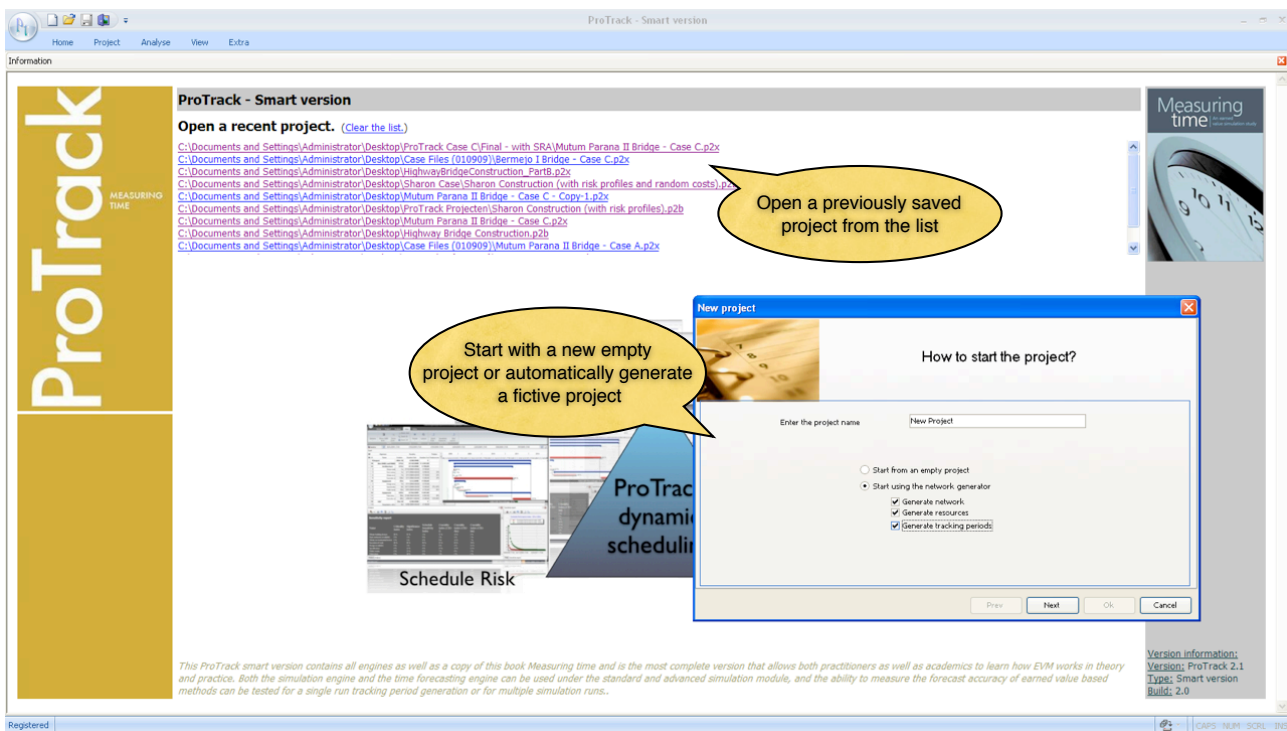 ProTrack - Smart version
Home Project Analyse View Extra
Information
ProTrack
MEASURING
TIME
ProTrack - Smart version
Open a recent project. (Clear the list.)
C:\Documents and Settings\Administrator\Desktop\ProTrack Case C\Final - with SRA\Mutum Parana II Bridge - Case C.p2x
C:\Documents and Settings\Administrator\Desktop\Case Files (010909)\Bermejo I Bridge - Case C.p2x
C:\Documents and Settings\Administrator\Desktop\HighwayBridgeConstruction_PartB.p2x
C:\Documents and Settings\Administrator\Desktop\Sharon Case\Sharon Construction (with risk profiles and random costs).p2
C:\Documents and Settings\Administrator\Desktop\Mutum Parana II Bridge - Case C - Copy-1.p2x
C:\Documents and Settings\Administrator\Desktop\ProTrack Projecten\Sharon Construction (with risk profiles).p2b
C:\Documents and Settings\Administrator\Desktop\Mutum Parana II Bridge - Case C.p2x
C:\Documents and Settings\Administrator\Desktop\Highway Bridge Construction.p2b
C:\Documents and Settings\Administrator\Desktop\Case Files (010909)\Mutum Parana II Bridge - Case A.p2x
Open a previously saved
project from the list
Measuring
time
10 11 12
9
Start with a new empty
project or automatically generate
a fictive project
New project
How to start the project?
Enter the project name New Project
Start from an empty project
Start using the network generator
Generate network
Generate resources
Generate tracking periods
Prev Next Ok Cancel
ProTrac
dynami
schedulin
Schedule Risk
This ProTrack smart version contains all engines as well as a copy of this book Measuring time and is the most complete version that allows both practitioners as well as academics to learn how EVM works in theory
and practice. Both the simulation engine and the time forecasting engine can be used under the standard and advanced simulation module, and the ability to measure the forecast accuracy of earned value based
methods can be tested for a single run tracking period generation or for multiple simulation runs..
Version information:
Version: ProTrack 2.1
Type: Smart version
Build: 2.0
Registered
CAPS NUM SCRL INS